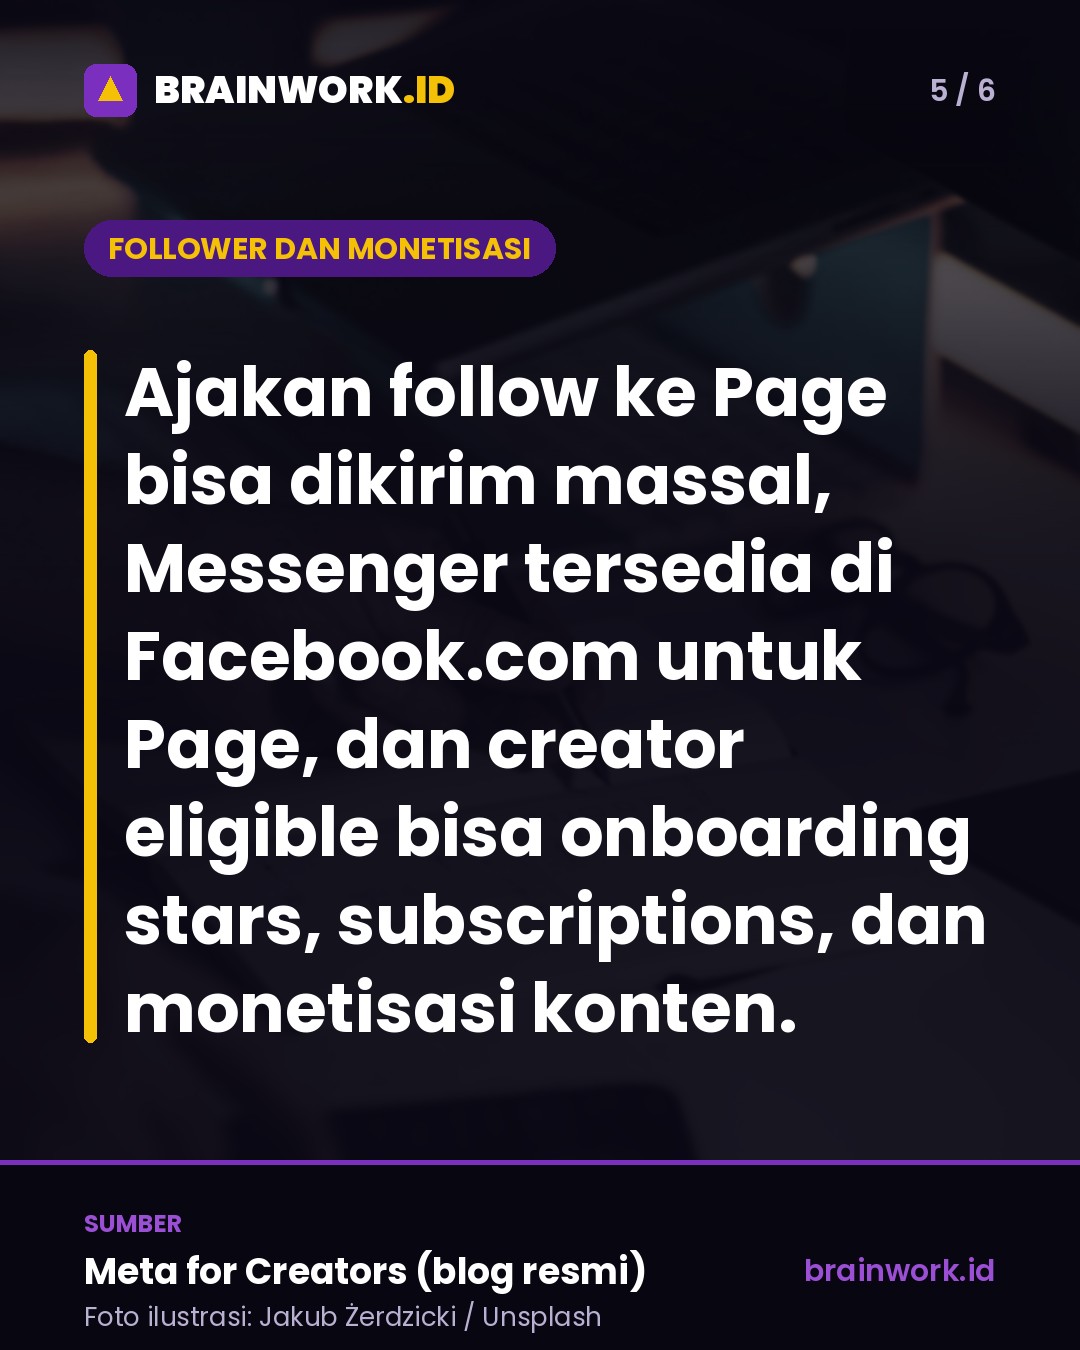 BRAINWORK.ID
5 / 6
FOLLOWER DAN MONETISASI
Ajakan follow ke Page
bisa dikirim massal,
Messenger tersedia di
Facebook.com untuk
Page, dan creator
eligible bisa onboarding
stars, subscriptions, dan
monetisasi konten.
SUMBER
Meta for Creators (blog resmi)
brainwork.id
Foto ilustrasi: Jakub Żerdzicki / Unsplash